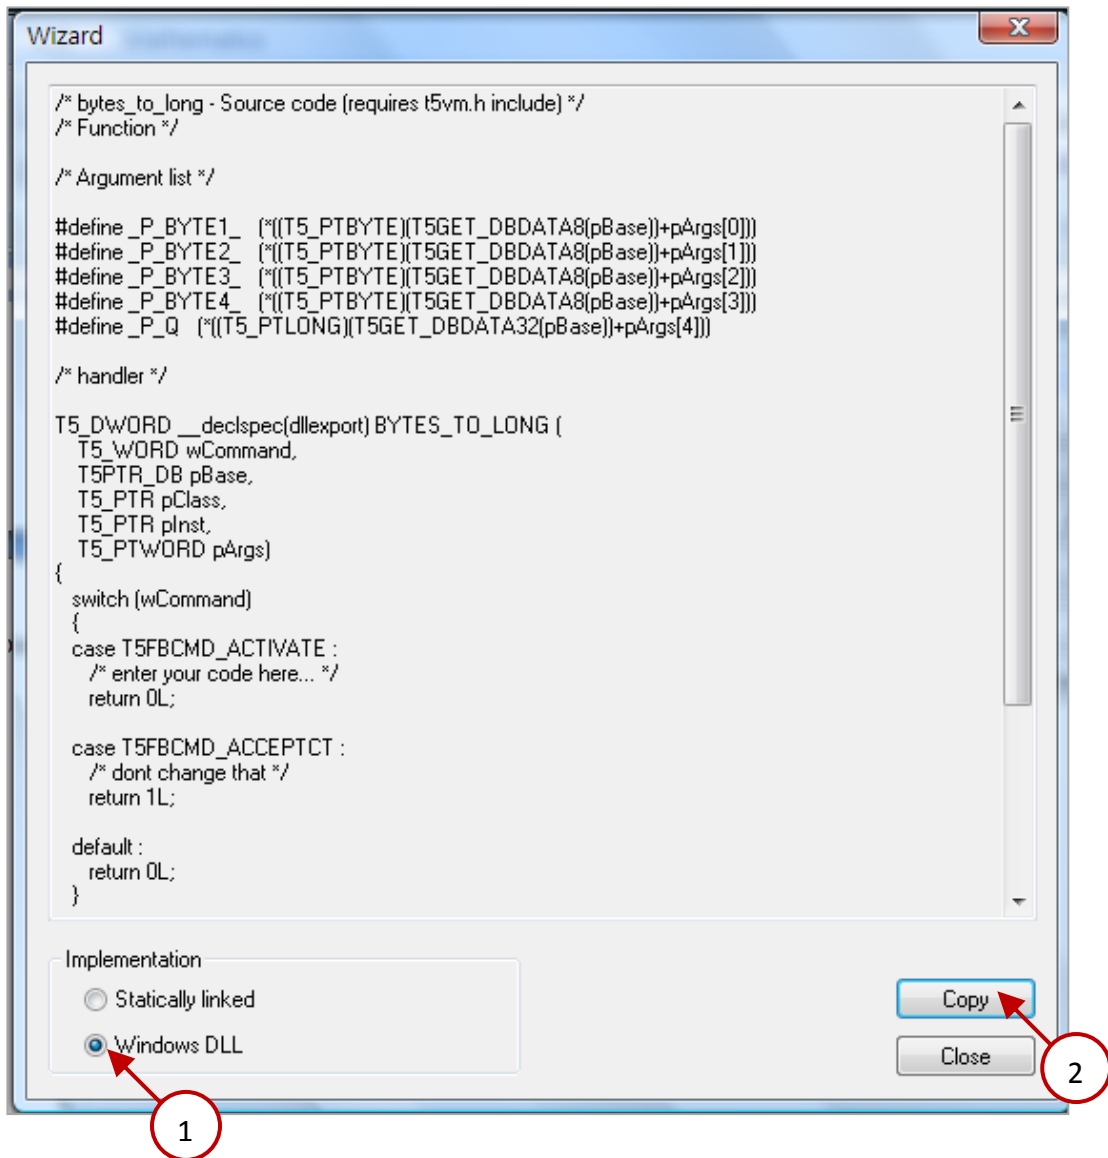 Wizard
/* bytes_to_long - Source code (requires t5vm.h include) */
/* Function */
/* Argument list */
#define _P_BYTE1_ (*((T5_PTBYTE)(T5GET_DBDATA8(pBase))+pArgs[0]))
#define _P_BYTE2_ (*((T5_PTBYTE)(T5GET_DBDATA8(pBase))+pArgs[1]))
#define _P_BYTE3_ (*((T5_PTBYTE)(T5GET_DBDATA8(pBase))+pArgs[2]))
#define _P_BYTE4_ (*((T5_PTBYTE)(T5GET_DBDATA8(pBase))+pArgs[3]))
#define _P_Q (*((T5_PTLONG)(T5GET_DBDATA32(pBase))+pArgs[4]))
/* handler */
T5_DWORD __declspec(dllexport) BYTES_TO_LONG (
T5_WORD wCommand,
T5PTR_DB pBase,
T5_PTR pClass,
T5_PTR pInst,
T5_PTWORD pArgs)
{
switch (wCommand)
{
case T5FBCMD_ACTIVATE :
/* enter your code here... */
return 0L;
case T5FBCMD_ACCEPTCT :
/* dont change that */
return 1L;
default :
return 0L;
}
Implementation
Statically linked
Windows DLL
Copy
Close
1
2